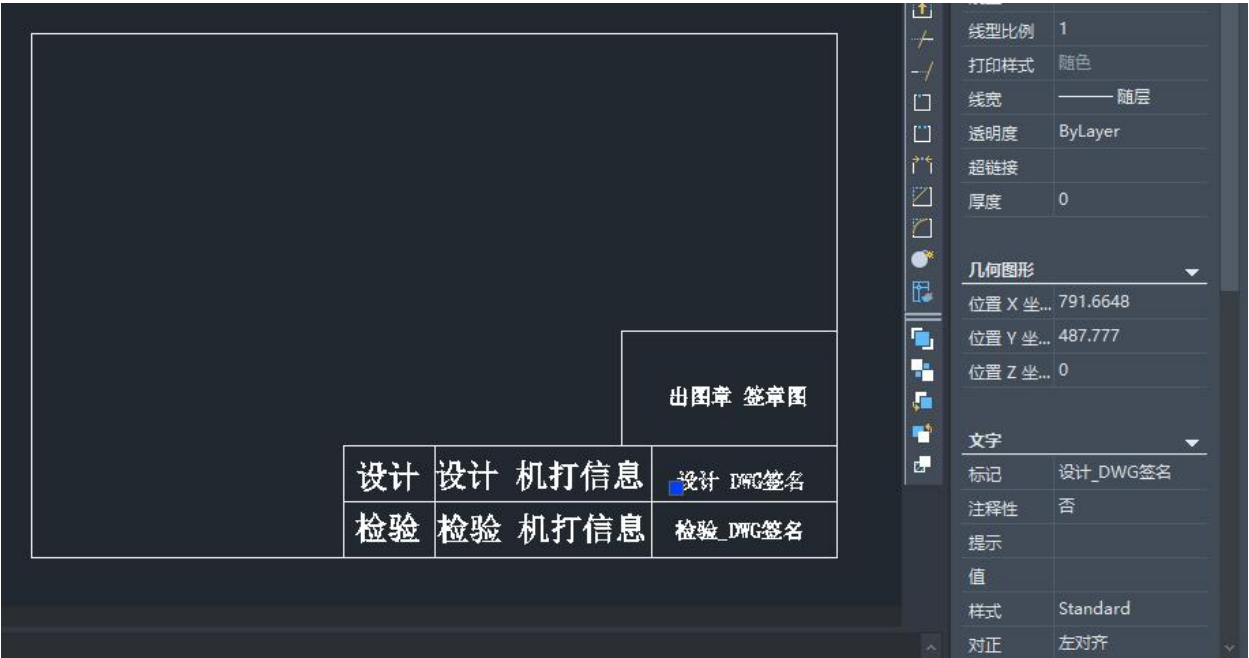 线型比例 1
打印样式 随色
线宽 随层
透明度 ByLayer
超链接
厚度 0
几何图形
位置 X 坐... 791.6648
位置 Y 坐... 487.777
位置 Z 坐... 0
文字
标记 设计_DWG签名
注释性 否
提示
值
样式 Standard
对正 左对齐
出图章 签章图
设计 设计 机打信息 设计 DWG签名
检验 检验 机打信息 检验_DWG签名